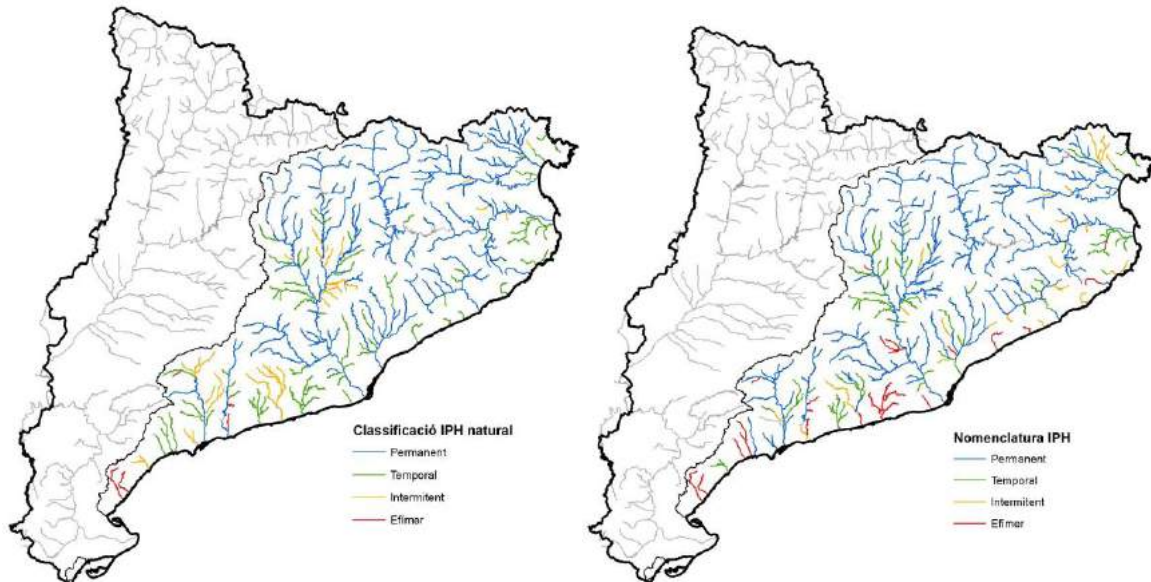 Classificació IPH natural
Permanent
Temporal
Intermitent
Efímer
Nomenclatura IPH
Permanent
Temporal
Intermitent
Efímer